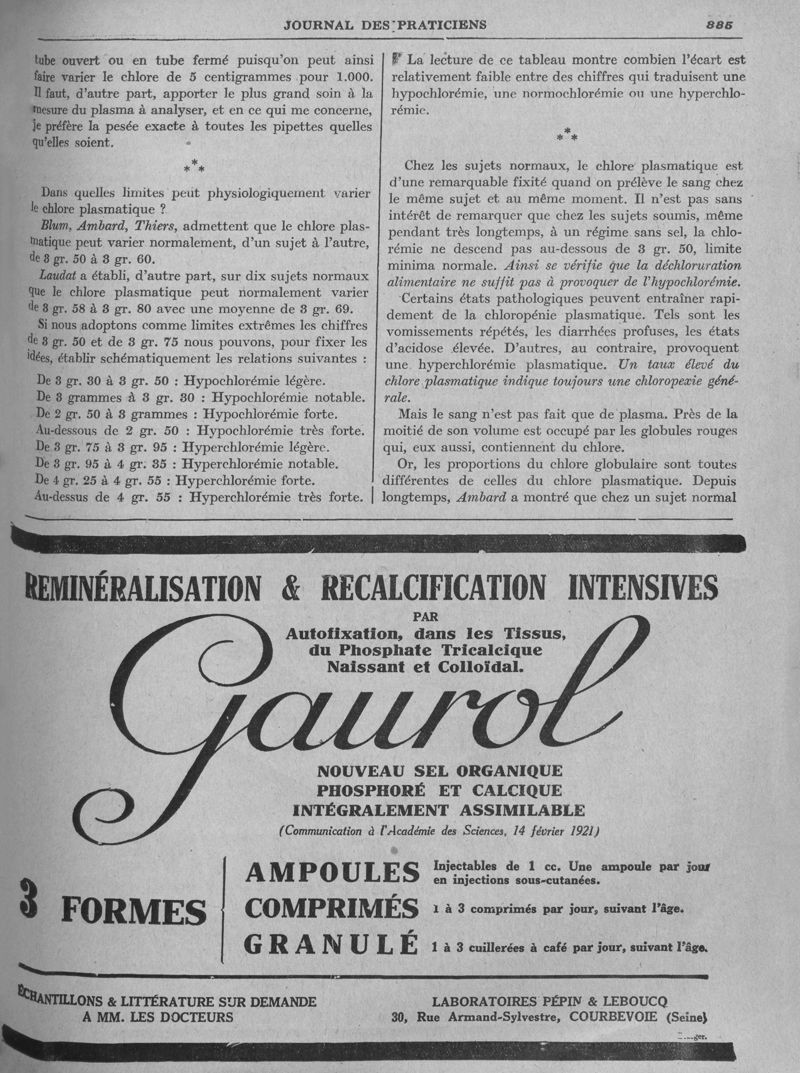 JOURNAL DES PRATICIENS 885
tube ouvert ou en tube fermé puisqu'on peut ainsi
faire varier le chlore de 5 centigrammes pour 1.000.
Il faut, d'autre part, apporter le plus grand soin à la
mesure du plasma à analyser, et en ce qui me concerne,
je préfère la pesée exacte à toutes les pipettes quelles
qu'elles soient.
***
Dans quelles limites peut physiologiquement varier
le chlore plasmatique ?
Blum, Ambard, Thiers, admettent que le chlore plas-
matique peut varier normalement, d'un sujet à l'autre,
de 3 gr. 50 à 3 gr. 60.
Laudat a établi, d'autre part, sur dix sujets normaux
que le chlore plasmatique peut normalement varier
de 3 gr. 58 à 3 gr. 80 avec une moyenne de 3 gr. 69.
Si nous adoptons comme limites extrêmes les chiffres
de 3 gr. 50 et de 3 gr. 75 nous pouvons, pour fixer les
idées, établir schématiquement les relations suivantes :
De 3 gr. 30 à 3 gr. 50 : Hypochlorémie légère.
De 3 grammes à 3 gr. 30 : Hypochlorémie notable.
De 2 gr. 50 à 3 grammes : Hypochlorémie forte.
Au-dessous de 2 gr. 50 : Hypochlorémie très forte.
De 3 gr. 75 à 3 gr. 95 : Hyperchlorémie légère.
De 3 gr. 95 à 4 gr. 35 : Hyperchlorémie notable.
De 4 gr. 25 à 4 gr. 55 : Hyperchlorémie forte.
Au-dessus de 4 gr. 55 : Hyperchlorémie très forte.
La lecture de ce tableau montre combien l'écart est
relativement faible entre des chiffres qui traduisent une
hypochlorémie, une normochlorémie ou une hyperchlo-
rémie.
***
Chez les sujets normaux, le chlore plasmatique est
d'une remarquable fixité quand on prélève le sang chez
le même sujet et au même moment. Il n'est pas sans
intérêt de remarquer que chez les sujets soumis, même
pendant très longtemps, à un régime sans sel, la chlo-
rémie ne descend pas au-dessous de 3 gr. 50, limite
minima normale. Ainsi se vérifie que la déchloruration
alimentaire ne suffit pas à provoquer de l'hypochlorémie.
Certains états pathologiques peuvent entraîner rapi-
dement de la chloropénie plasmatique. Tels sont les
vomissements répétés, les diarrhées profuses, les états
d'acidose élevée. D'autres, au contraire, provoquent
une hyperchlorémie plasmatique. Un taux élevé du
chlore plasmatique indique toujours une chloropexie géné-
rale.
Mais le sang n'est pas fait que de plasma. Près de la
moitié de son volume est occupé par les globules rouges
qui, eux aussi, contiennent du chlore.
Or, les proportions du chlore globulaire sont toutes
différentes de celles du chlore plasmatique. Depuis
longtemps, Ambard a montré que chez un sujet normal
REMINÉRALISATION & RECALCIFICATION INTENSIVES
PAR
Autofixation, dans les Tissus,
du Phosphate Tricalcique
Naissant et Colloïdal.
Gaurol
NOUVEAU SEL ORGANIQUE
PHOSPHORÉ ET CALCIQUE
INTÉGRALEMENT ASSIMILABLE
(Communication à l'Académie des Sciences, 14 février 1921)
3 FORMES
AMPOULES Injectables de 1 cc. Une ampoule par jour
en injections sous-cutanées.
COMPRIMÉS 1 à 3 comprimés par jour, suivant l'âge.
GRANULÉ 1 à 3 cuillerées à café par jour, suivant l'âge.
ÉCHANTILLONS & LITTÉRATURE SUR DEMANDE
A MM. LES DOCTEURS
LABORATOIRES PÉPIN & LEBOUCQ
30, Rue Armand-Sylvestre, COURBEVOIE (Seine)